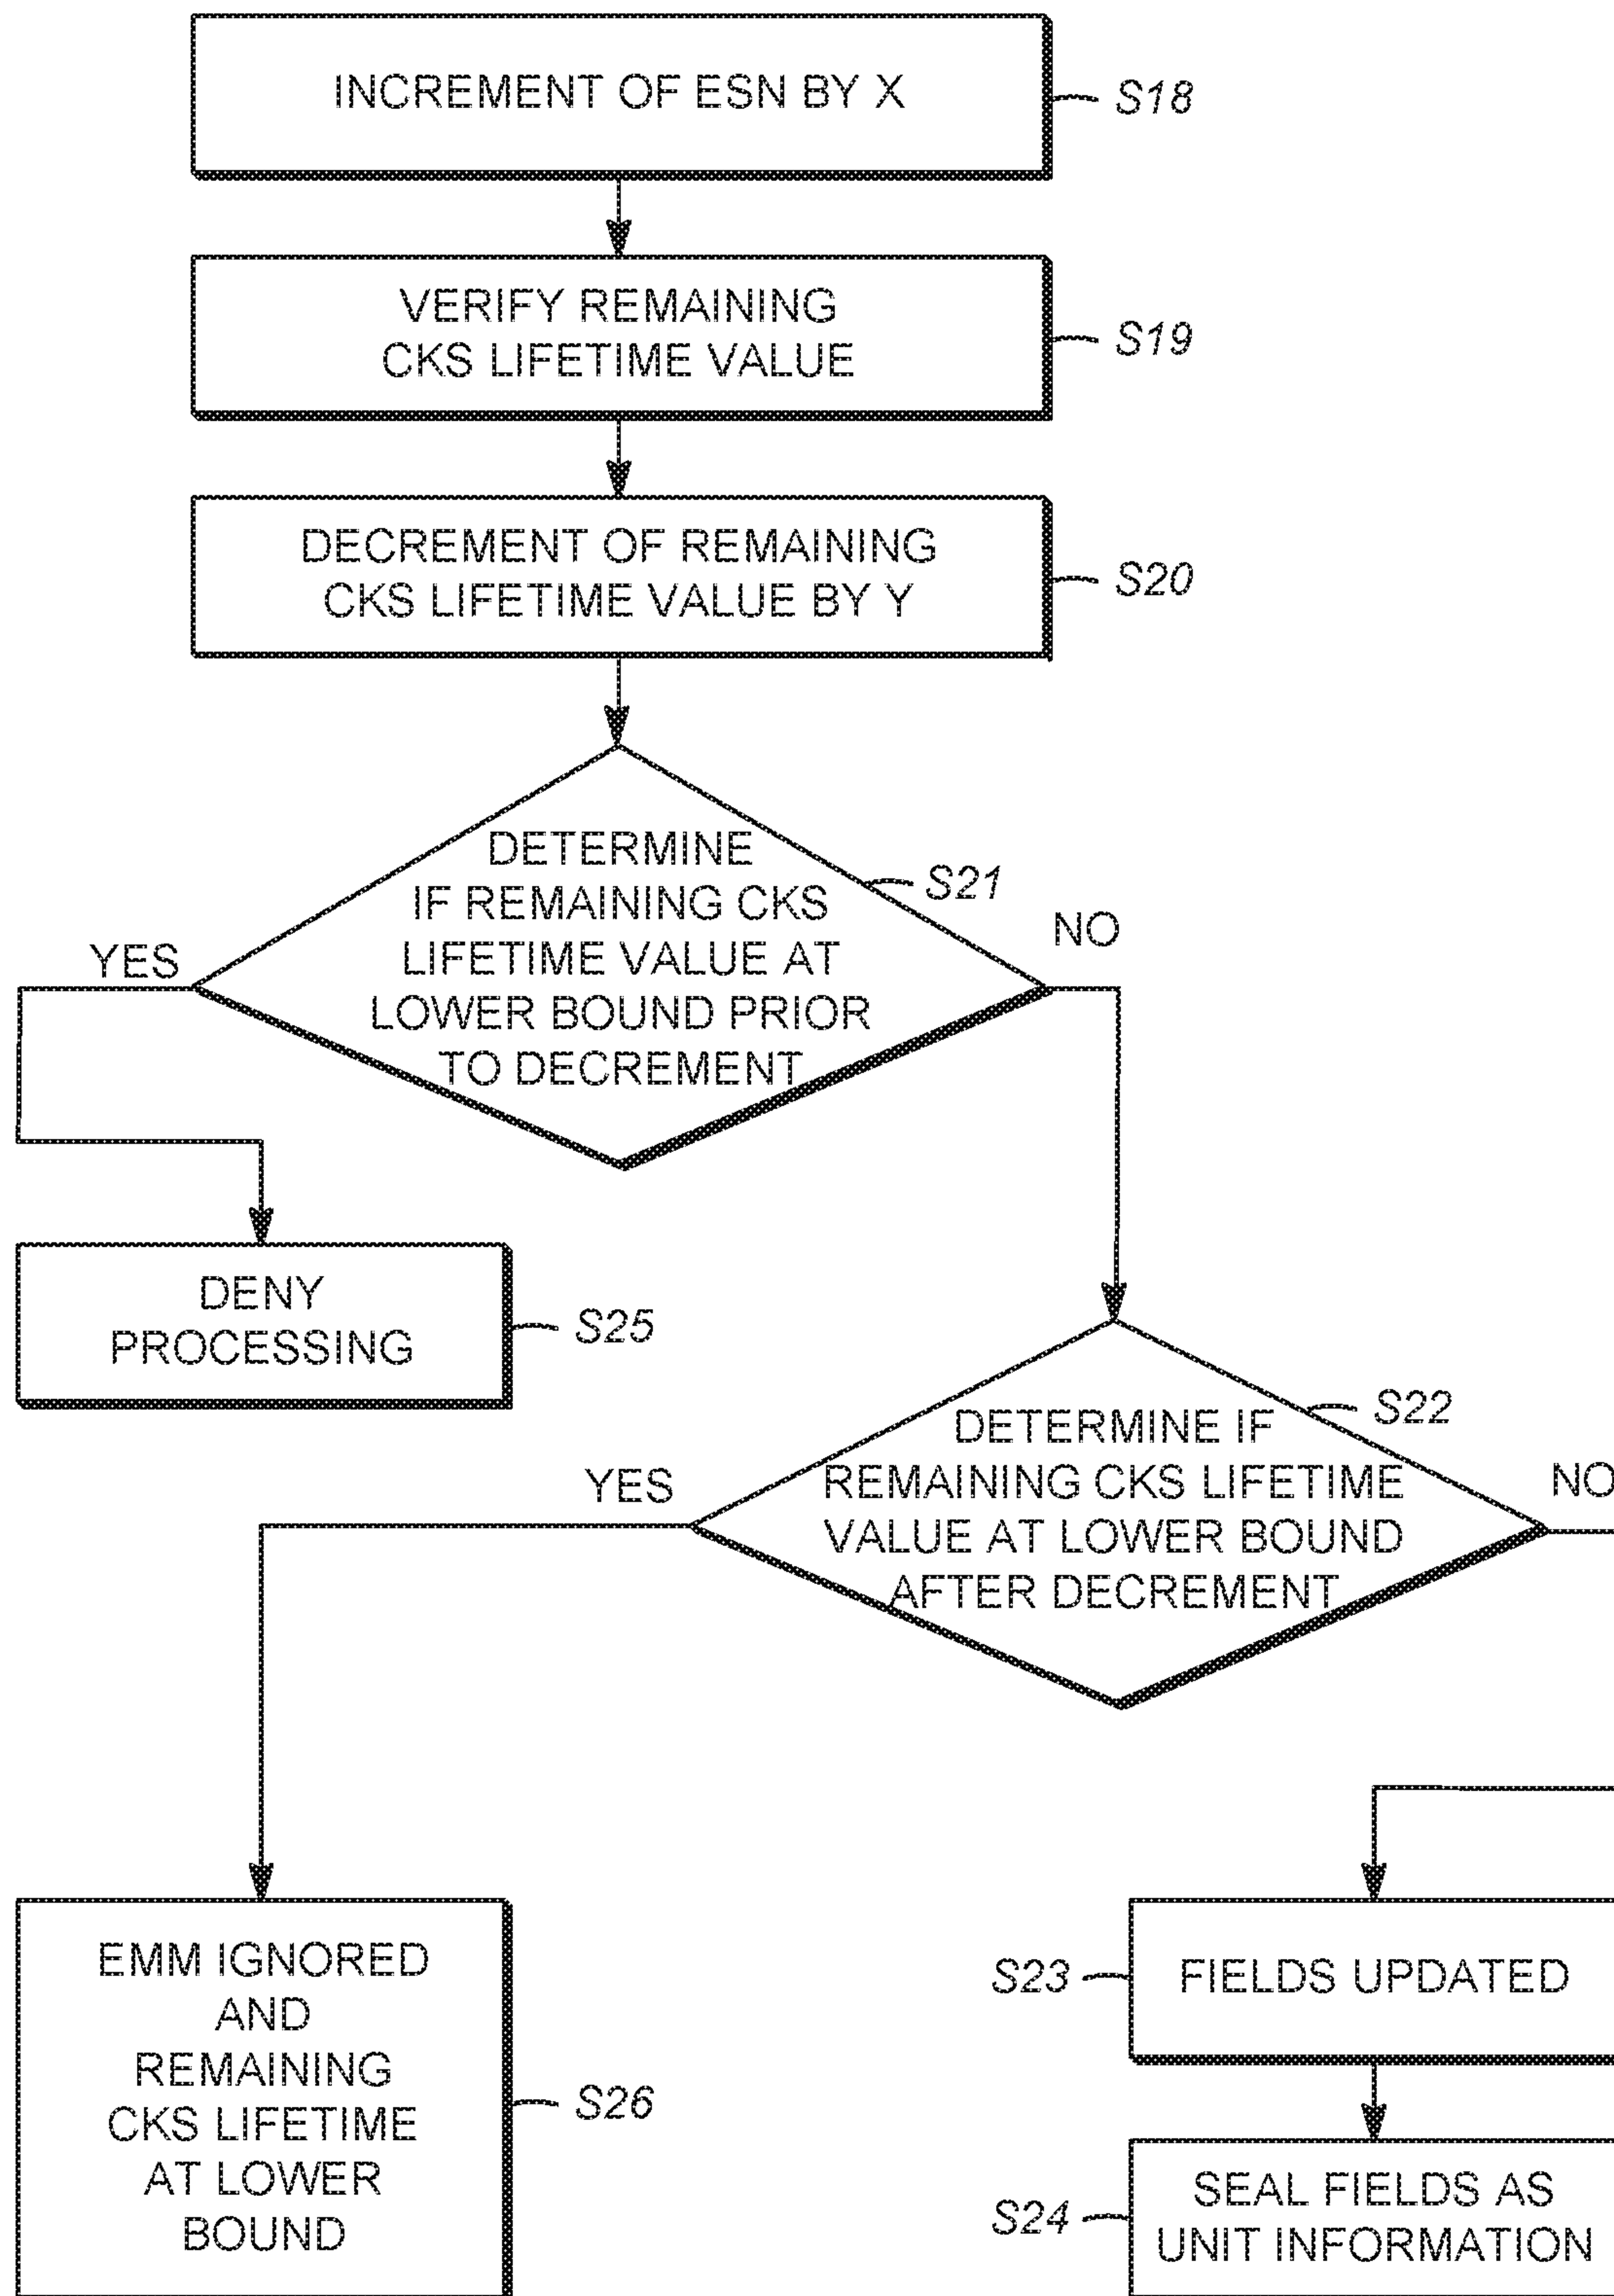 INCREMENT OF ESN BY X
S18
VERIFY REMAINING
CKS LIFETIME VALUE
S19
DECREMENT OF REMAINING
CKS LIFETIME VALUE BY Y
S20
DETERMINE
IF REMAINING CKS
LIFETIME VALUE AT
LOWER BOUND PRIOR
TO DECREMENT
S21
YES
NO
DENY
PROCESSING
S25
DETERMINE IF
REMAINING CKS LIFETIME
VALUE AT LOWER BOUND
AFTER DECREMENT
S22
YES
NO
EMM IGNORED
AND
REMAINING
CKS LIFETIME
AT LOWER
BOUND
S26
S23
FIELDS UPDATED
S24
SEAL FIELDS AS
UNIT INFORMATION